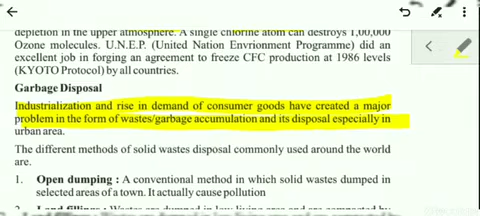 depletion in the upper atmosphere. A single chlorine atom can destroys 1,00,000
Ozone molecules. U.N.E.P. (United Nation Envrionment Programme) did an
excellent job in forging an agreement to freeze CFC production at 1986 levels
(KYOTO Protocol) by all countries.
Garbage Disposal
Industrialization and rise in demand of consumer goods have created a major
problem in the form of wastes/garbage accumulation and its disposal especially in
urban area.
The different methods of solid wastes disposal commonly used around the world
are.
1. Open dumping : A conventional method in which solid wastes dumped in
selected areas of a town. It actually cause pollution